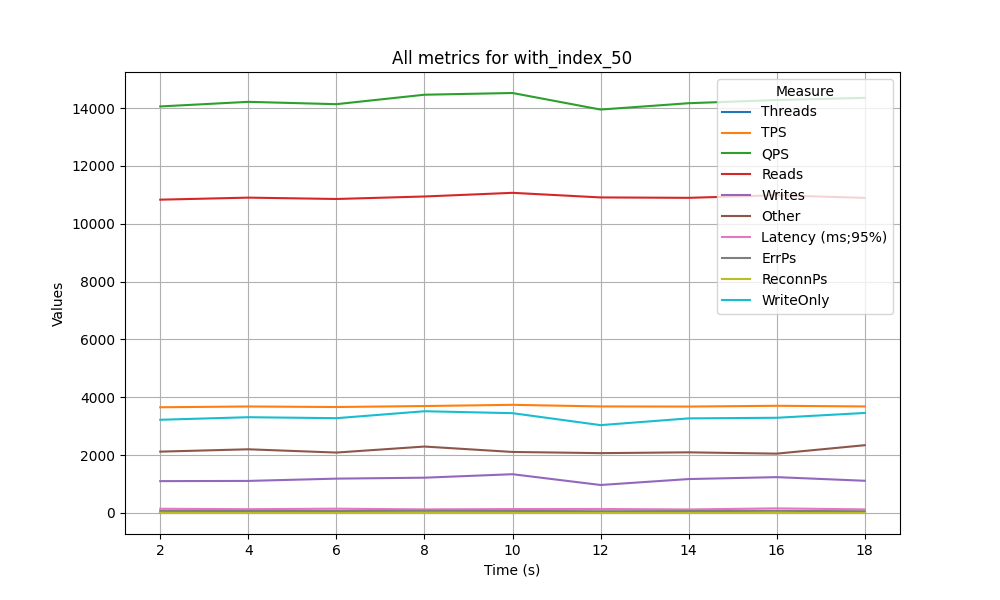 All metrics for with_index_50
Values
14000
12000
10000
8000
6000
4000
2000
0
2 4 6 8 10 12 14 16 18
Time (s)
Measure
Threads
TPS
QPS
Reads
Writes
Other
Latency (ms;95%)
ErrPs
ReconnPs
WriteOnly